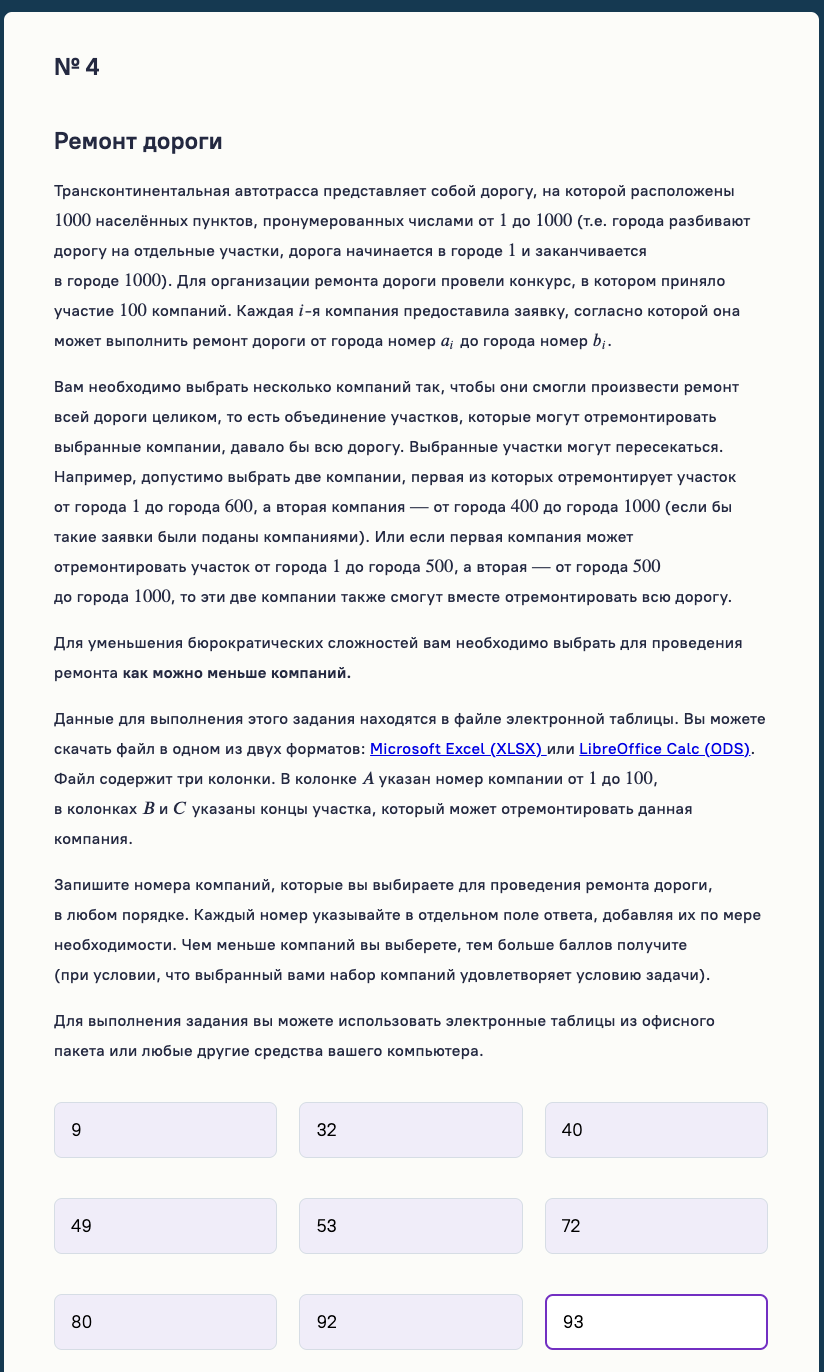 № 4
Ремонт дороги
Трансконтинентальная автотрасса представляет собой дорогу, на которой расположены
1000 населённых пунктов, пронумерованных числами от 1 до 1000 (т.е. города разбивают
дорогу на отдельные участки, дорога начинается в городе 1 и заканчивается
в городе 1000). Для организации ремонта дороги провели конкурс, в котором приняло
участие 100 компаний. Каждая i-я компания предоставила заявку, согласно которой она
может выполнить ремонт дороги от города номер aᵢ до города номер bᵢ.
Вам необходимо выбрать несколько компаний так, чтобы они смогли произвести ремонт
всей дороги целиком, то есть объединение участков, которые могут отремонтировать
выбранные компании, давало бы всю дорогу. Выбранные участки могут пересекаться.
Например, допустимо выбрать две компании, первая из которых отремонтирует участок
от города 1 до города 600, а вторая компания — от города 400 до города 1000 (если бы
такие заявки были поданы компаниями). Или если первая компания может
отремонтировать участок от города 1 до города 500, а вторая — от города 500
до города 1000, то эти две компании также смогут вместе отремонтировать всю дорогу.
Для уменьшения бюрократических сложностей вам необходимо выбрать для проведения
ремонта как можно меньше компаний.
Данные для выполнения этого задания находятся в файле электронной таблицы. Вы можете
скачать файл в одном из двух форматов: Microsoft Excel (XLSX) или LibreOffice Calc (ODS).
Файл содержит три колонки. В колонке A указан номер компании от 1 до 100,
в колонках B и C указаны концы участка, который может отремонтировать данная
компания.
Запишите номера компаний, которые вы выбираете для проведения ремонта дороги,
в любом порядке. Каждый номер указывайте в отдельном поле ответа, добавляя их по мере
необходимости. Чем меньше компаний вы выберете, тем больше баллов получите
(при условии, что выбранный вами набор компаний удовлетворяет условию задачи).
Для выполнения задания вы можете использовать электронные таблицы из офисного
пакета или любые другие средства вашего компьютера.
9 32 40
49 53 72
80 92 93